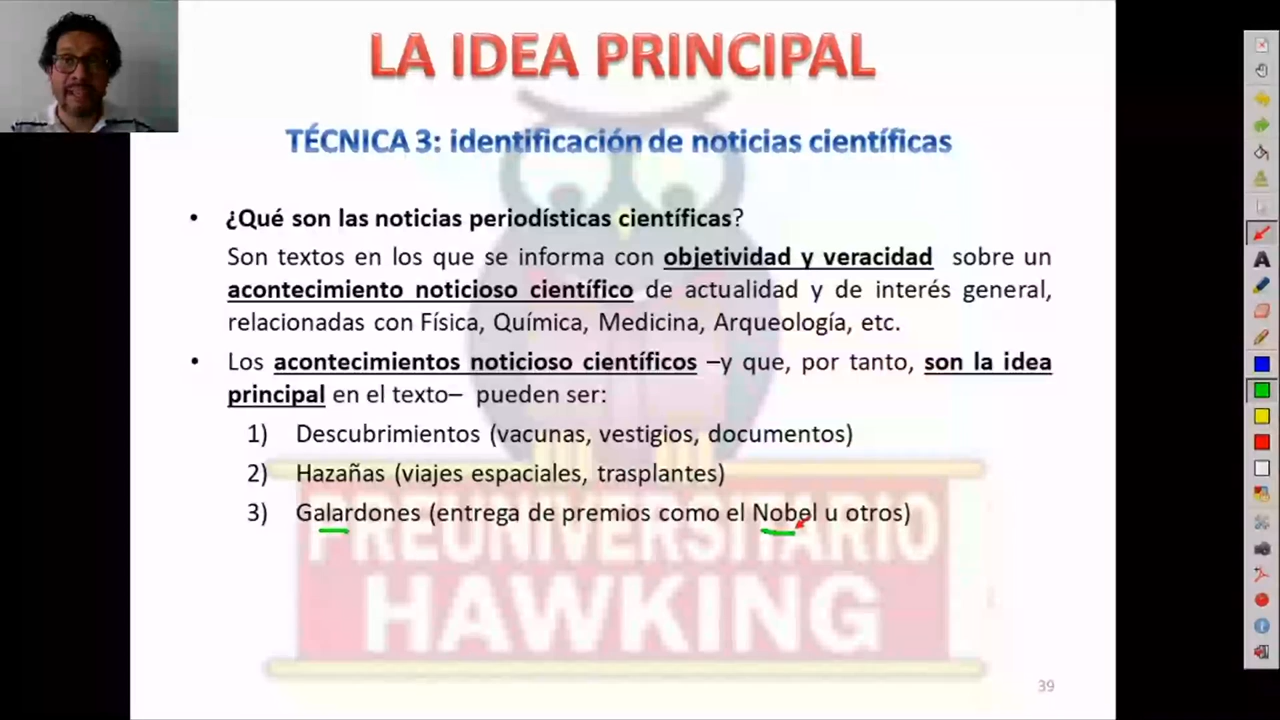 LA IDEA PRINCIPAL
TÉCNICA 3: identificación de noticias científicas
• ¿Qué son las noticias periodísticas científicas?
Son textos en los que se informa con objetividad y veracidad sobre un
acontecimiento noticioso científico de actualidad y de interés general,
relacionadas con Física, Química, Medicina, Arqueología, etc.
• Los acontecimientos noticioso científicos –y que, por tanto, son la idea
principal en el texto– pueden ser:
1) Descubrimientos (vacunas, vestigios, documentos)
2) Hazañas (viajes espaciales, trasplantes)
3) Galardones (entrega de premios como el Nobel u otros)
PREUNIVERSITARIO
HAWKING
39